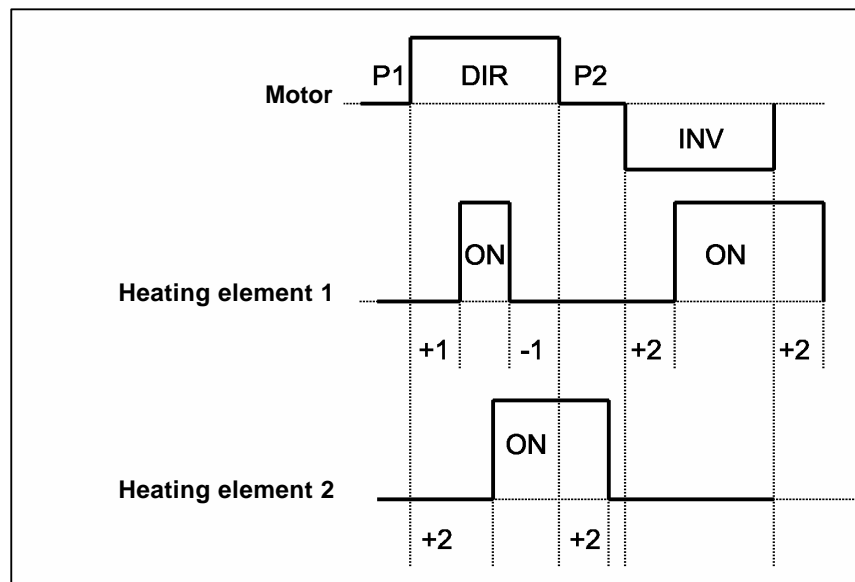 P1 DIR P2
Motor
INV
ON ON
Heating element 1
+1 -1 +2 +2
ON
Heating element 2
+2 +2